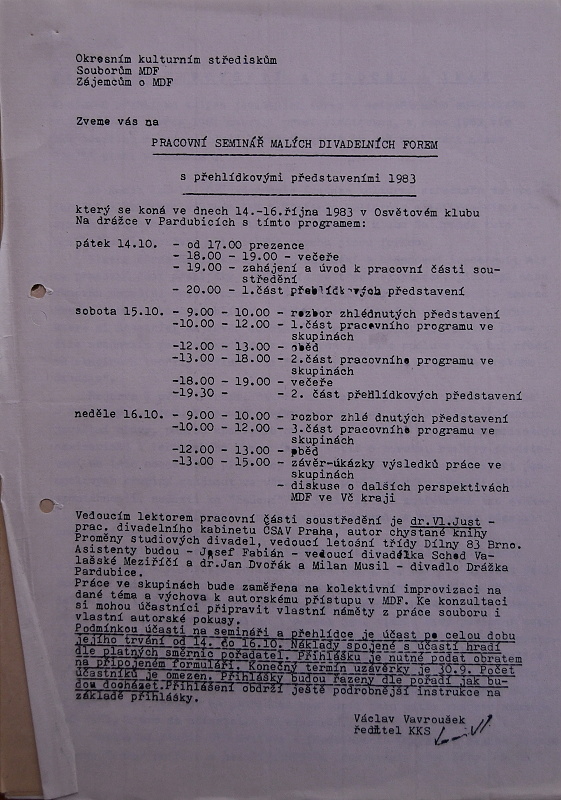 Okresním kulturním střediskům
Souborům MDF
Zájemcům o MDF
Zveme vás na
PRACOVNÍ SEMINÁŘ MALÝCH DIVADELNÍCH FOREM
s přehlídkovými představeními 1983
který se koná ve dnech 14.-16.října 1983 v Osvětovém klubu
Na drážce v Pardubicích s tímto programem:
pátek 14.10. - od 17.00 prezence
- 18.00 - 19.00 - večeře
- 19.00 - zahájení a úvod k pracovní části sou-
středění
- 20.00 - 1.část přehlídkových představení
sobota 15.10. - 9.00 - 10.00 - rozbor zhlédnutých představení
-10.00 - 12.00 - 1.část pracovního programu ve
skupinách
-12.00 - 13.00 - oběd
-13.00 - 18.00 - 2.část pracovního programu ve
skupinách
-18.00 - 19.00 - večeře
-19.30 - - 2. část přehlídkových představení
neděle 16.10. - 9.00 - 10.00 - rozbor zhlé dnutých představení
-10.00 - 12.00 - 3.část pracovního programu ve
skupinách
-12.00 - 13.00 - oběd
-13.00 - 15.00 - závěr-úkázky výsledků práce ve
skupinách
- diskuse o dalších perspektivách
MDF ve Vč kraji
Vedoucím lektorem pracovní části soustředění je dr.Vl.Just -
prac. divadelního kabinetu ČSAV Praha, autor chystané knihy
Proměny studiových divadel, vedoucí letošní třídy Dílny 83 Brno.
Asistenty budou - Josef Fabián - vedoucí divadélka Schod Va-
lašské Meziříčí a dr.Jan Dvořák a Milan Musil - divadlo Drážka
Pardubice.
Práce ve skupinách bude zaměřena na kolektivní improvizaci na
dané téma a výchova k autorskému přístupu v MDF. Ke konzultaci
si mohou účastníci připravit vlastní náměty z práce souboru i
vlastní autorské pokusy.
Podmínkou účasti na semináři a přehlídce je účast po celou dobu
jejího trvání od 14. do 16.10. Náklady spojené s účastí hradí
dle platných směrnic pořadatel. Přihlášku je nutné podat obratem
na připojeném formuláři. Konečný termín uzávěrky je 30.9. Počet
účastníků je omezen. Přihlášky budou řazeny dle pořadí jak bu-
dou docházet.Přihlášení obdrží ještě podrobnější instrukce na
základě přihlášky.
Václav Vavroušek
ředitel KKS